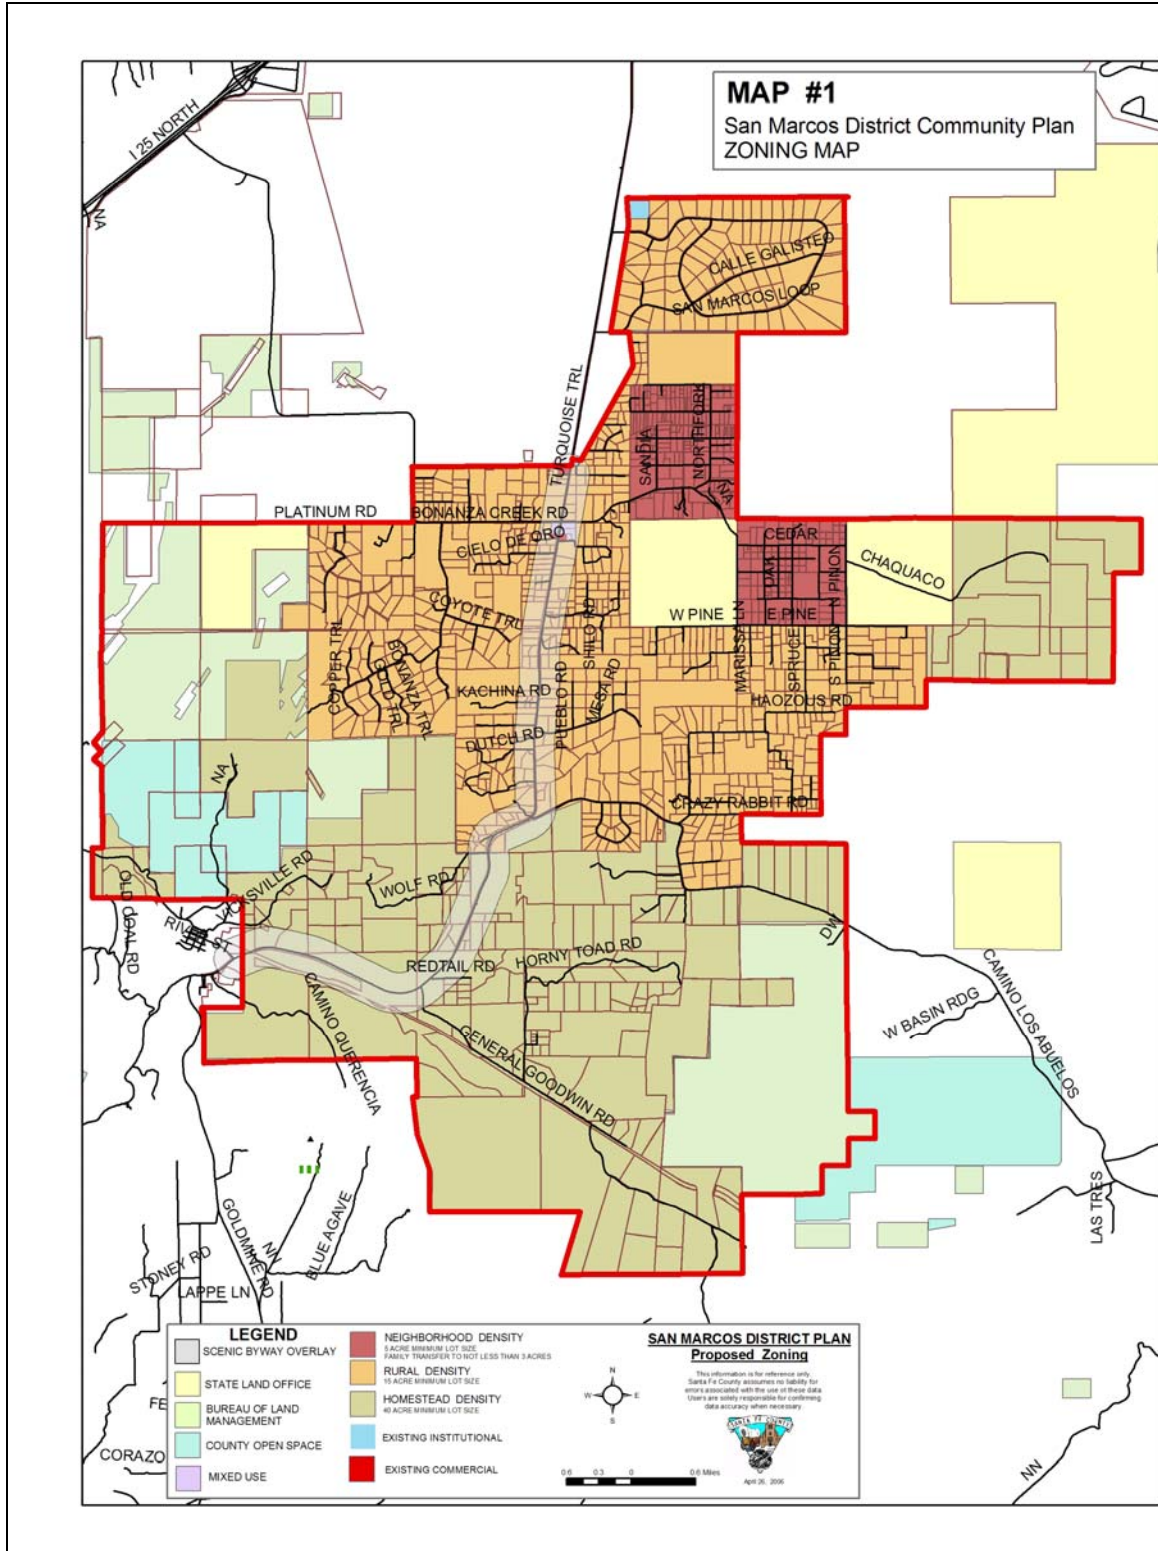 MAP #1
San Marcos District Community Plan
ZONING MAP
I 25 NORTH
NA
CALLE GALISTEO
SAN MARCOS LOOP
TURQUOISE TRL
SANDIA
NORTHFORK
NA
PLATINUM RD
BONANZA CREEK RD
CIELO DE ORO
CEDAR
OAK
N PINON
CHAQUACO
COYOTE TRL
W PINE
E PINE
COPPER TRL
BONANZA TRL
GOLD TRL
SHILO RD
MARISSA LN
SPRUCE
S PINON
KACHINA RD
PUEBLO RD
MESA RD
HAOZOUS RD
DUTCH RD
NA
CRAZY RABBIT RD
OLD COAL RD
VICKSVILLE RD
WOLF RD
RIVER ST
DW
REDTAIL RD
HORNY TOAD RD
CAMINO QUERENCIA
CAMINO LOS ABUELOS
W BASIN RDG
GENERAL GOODWIN RD
LAS TRES
GOLDMINE RD
NN
BLUE AGAVE
STONEY RD
LAPPE LN
FE
CORAZO
NN
LEGEND
SCENIC BYWAY OVERLAY
STATE LAND OFFICE
BUREAU OF LAND
MANAGEMENT
COUNTY OPEN SPACE
MIXED USE
NEIGHBORHOOD DENSITY
5 ACRE MINIMUM LOT SIZE
FAMILY TRANSFER TO NOT LESS THAN 3 ACRES
RURAL DENSITY
15 ACRE MINIMUM LOT SIZE
HOMESTEAD DENSITY
40 ACRE MINIMUM LOT SIZE
EXISTING INSTITUTIONAL
EXISTING COMMERCIAL
N
W E
S
0.6 0.3 0 0.6 Miles
SAN MARCOS DISTRICT PLAN
Proposed Zoning
This information is for reference only.
Santa Fe County assumes no liability for
errors associated with the use of these data.
Users are solely responsible for confirming
data accuracy when necessary.
SANTA FE COUNTY
April 26, 2006